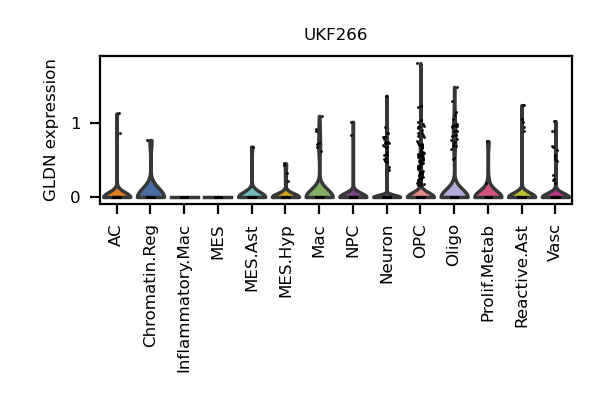 UKF266
GLDN expression
1
0
AC
Chromatin.Reg
Inflammatory.Mac
MES
MES.Ast
MES.Hyp
Mac
NPC
Neuron
OPC
Oligo
Prolif.Metab
Reactive.Ast
Vasc